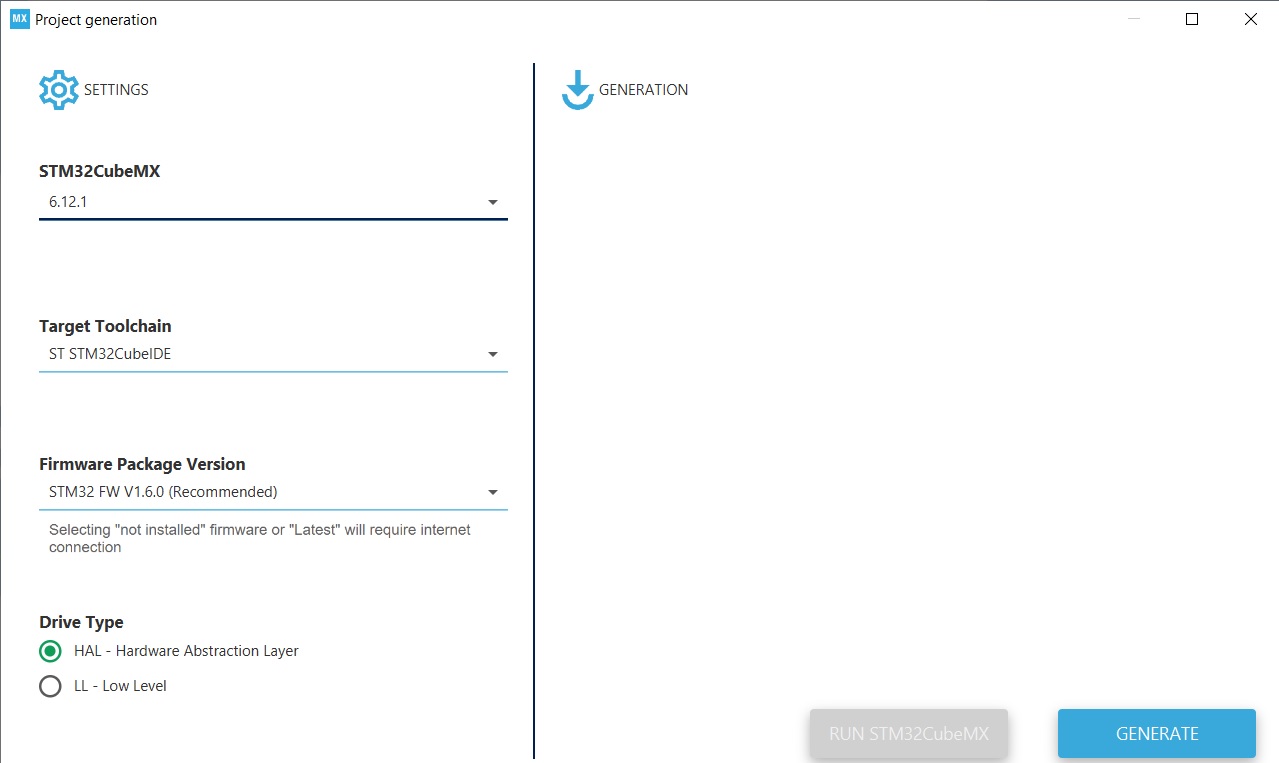 MX Project generation
SETTINGS
STM32CubeMX
6.12.1
Target Toolchain
ST STM32CubeIDE
Firmware Package Version
STM32 FW V1.6.0 (Recommended)
Selecting "not installed" firmware or "Latest" will require internet
connection
Drive Type
HAL - Hardware Abstraction Layer
LL - Low Level
GENERATION
RUN STM32CubeMX
GENERATE